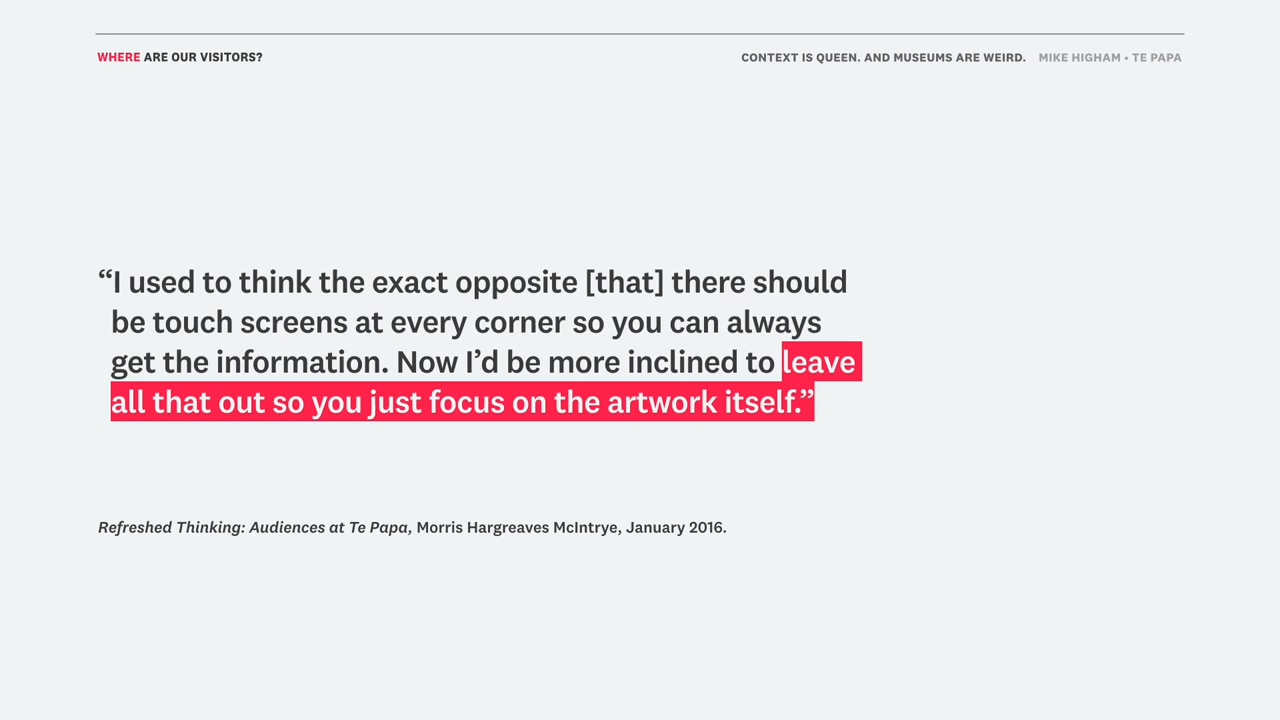 WHERE ARE OUR VISITORS?
CONTEXT IS QUEEN. AND MUSEUMS ARE WEIRD. MIKE HIGHAM • TE PAPA
“I used to think the exact opposite [that] there should
be touch screens at every corner so you can always
get the information. Now I’d be more inclined to leave
all that out so you just focus on the artwork itself.”
Refreshed Thinking: Audiences at Te Papa, Morris Hargreaves McIntrye, January 2016.